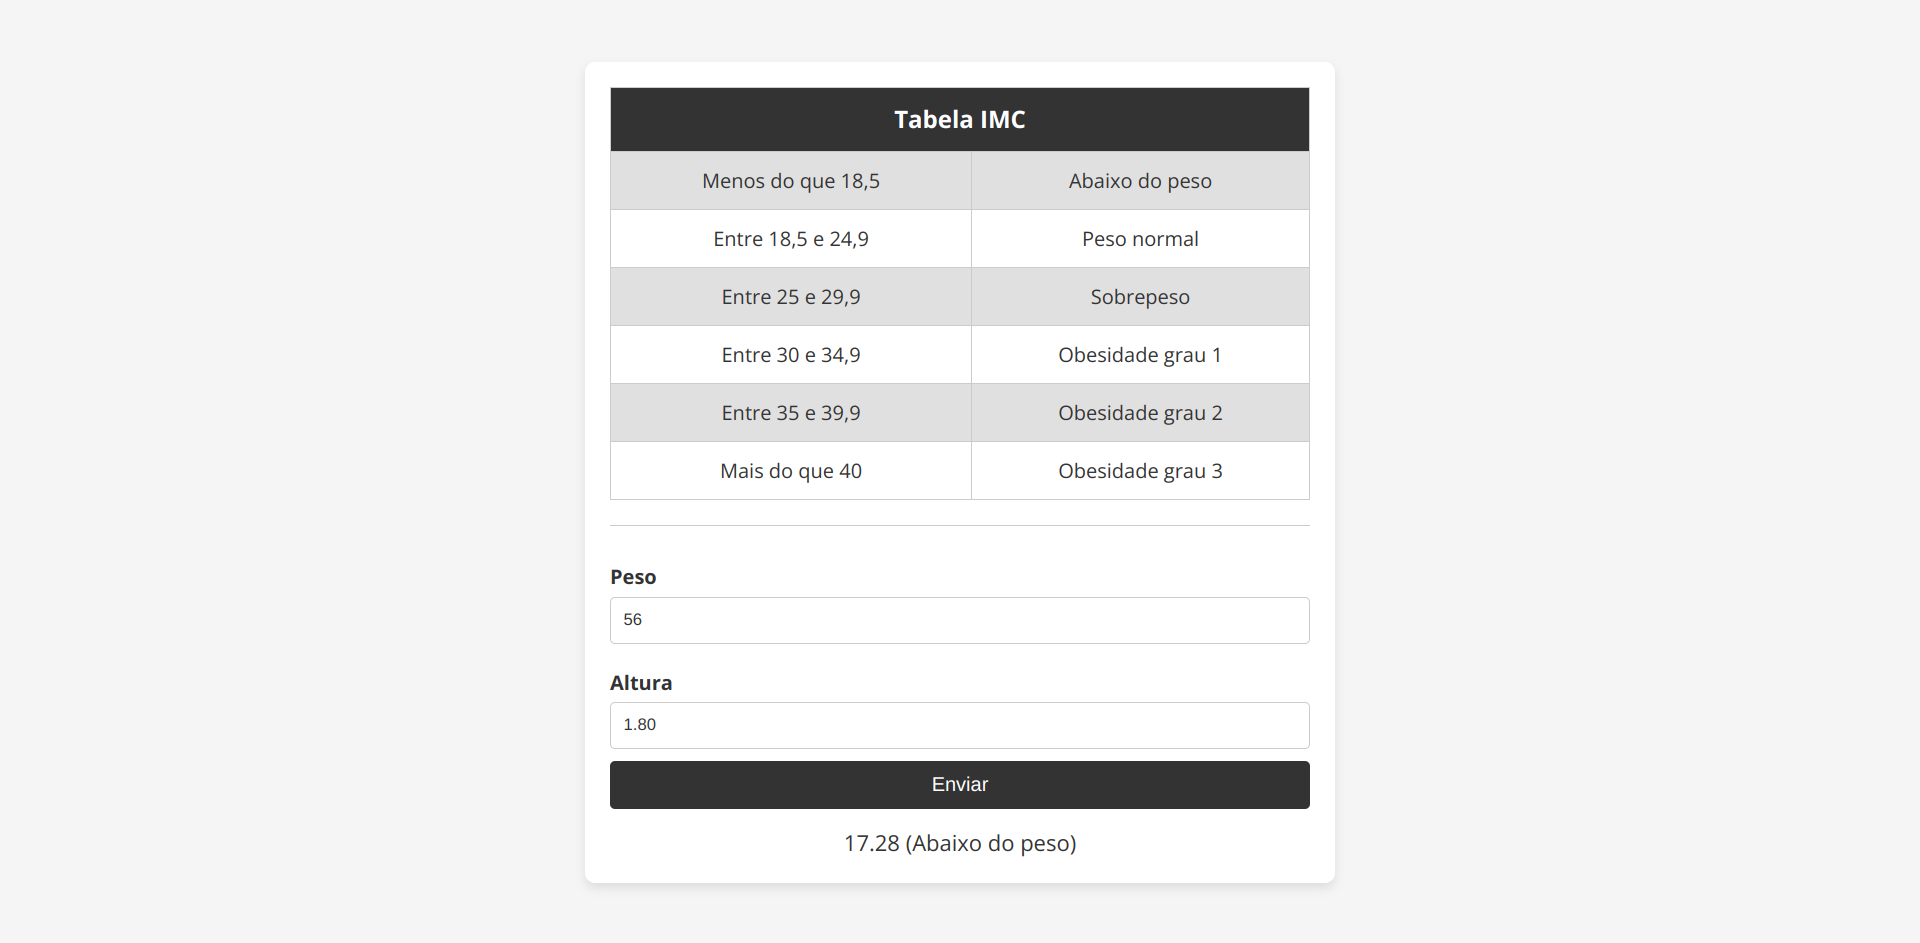 Tabela IMC
Menos do que 18,5 Abaixo do peso
Entre 18,5 e 24,9 Peso normal
Entre 25 e 29,9 Sobrepeso
Entre 30 e 34,9 Obesidade grau 1
Entre 35 e 39,9 Obesidade grau 2
Mais do que 40 Obesidade grau 3
Peso
56
Altura
1.80
Enviar
17.28 (Abaixo do peso)